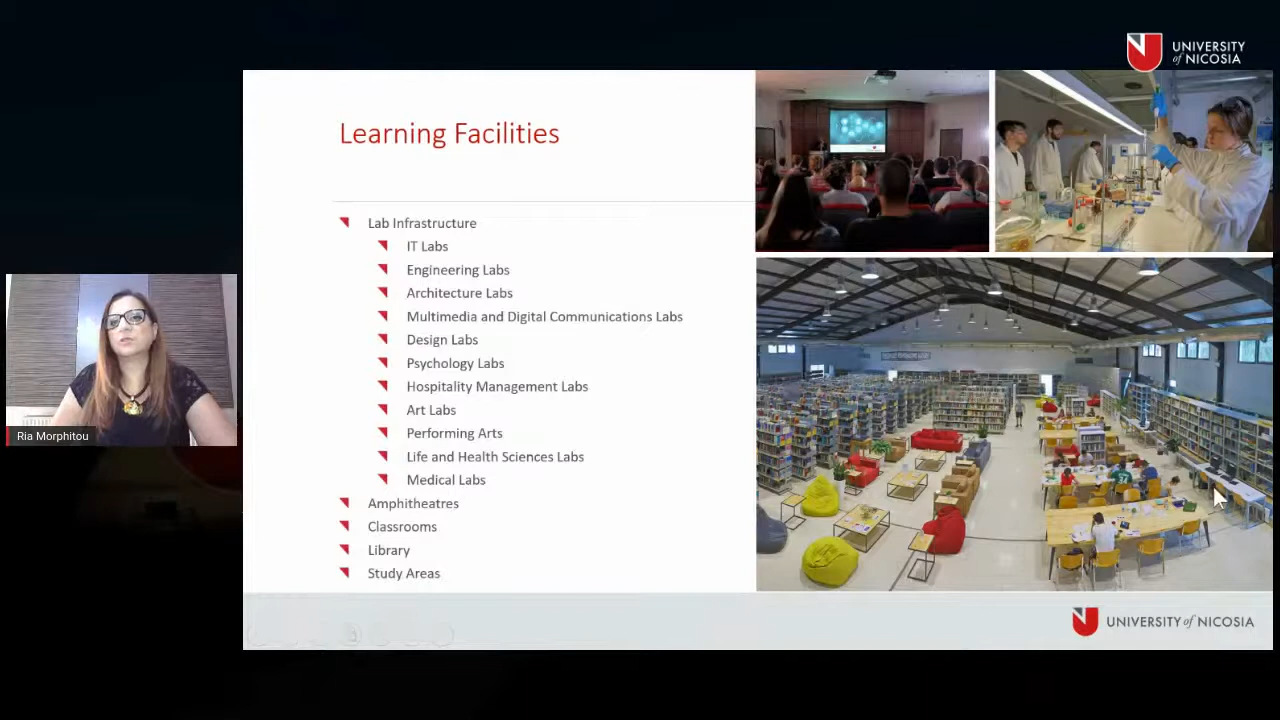 UNIVERSITY
of NICOSIA
Learning Facilities
Lab Infrastructure
IT Labs
Engineering Labs
Architecture Labs
Multimedia and Digital Communications Labs
Design Labs
Psychology Labs
Hospitality Management Labs
Art Labs
Performing Arts
Life and Health Sciences Labs
Medical Labs
Amphitheatres
Classrooms
Library
Study Areas
Ria Morphitou
UNIVERSITY of NICOSIA